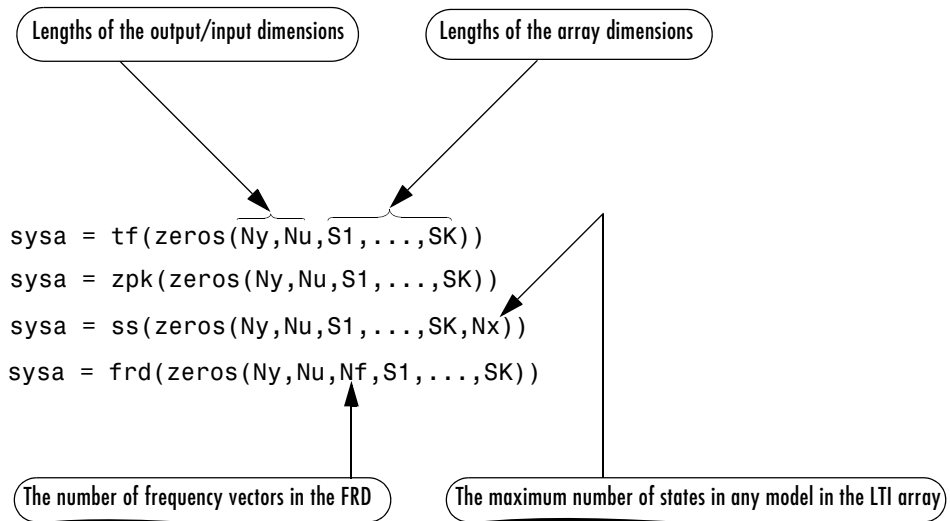 Lengths of the output/input dimensions
Lengths of the array dimensions
sysa = tf(zeros(Ny,Nu,S1,...,SK))
sysa = zpk(zeros(Ny,Nu,S1,...,SK))
sysa = ss(zeros(Ny,Nu,S1,...,SK,Nx))
sysa = frd(zeros(Ny,Nu,Nf,S1,...,SK))
The number of frequency vectors in the FRD
The maximum number of states in any model in the LTI array